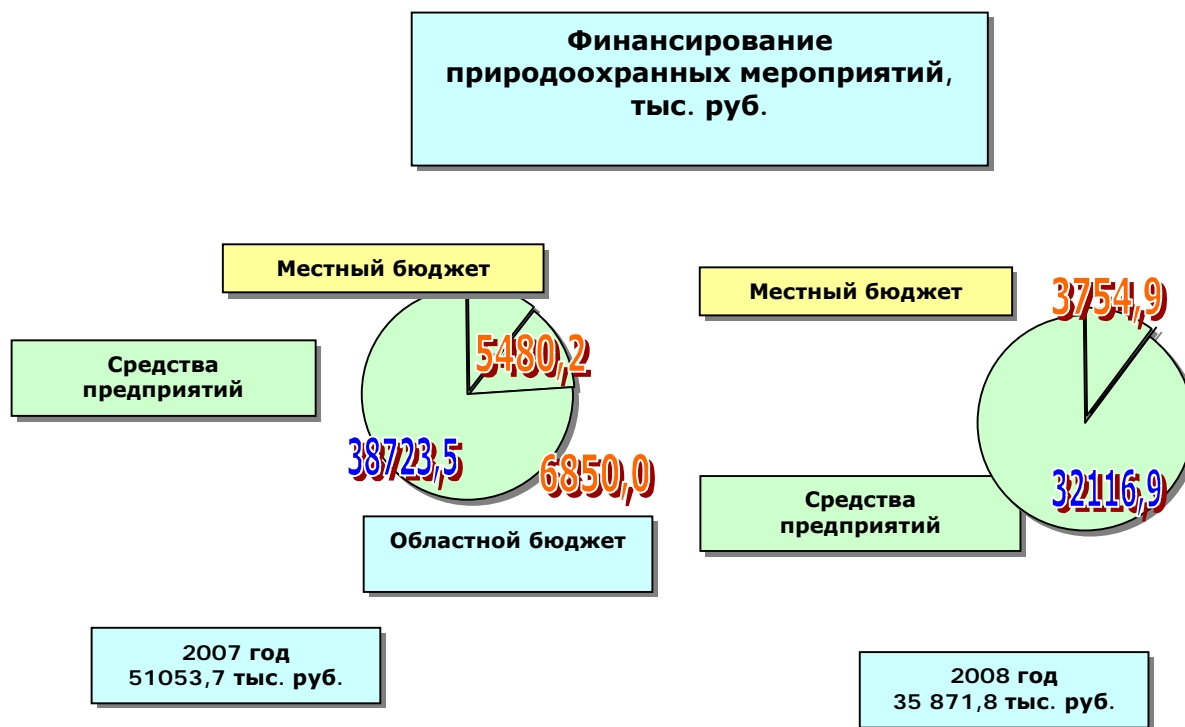 Финансирование
природоохранных мероприятий,
тыс. руб.
Местный бюджет
Средства
предприятий
5480,2
38723,5
6850,0
Областной бюджет
2007 год
51053,7 тыс. руб.
Местный бюджет
3754,9
32116,9
Средства
предприятий
2008 год
35 871,8 тыс. руб.